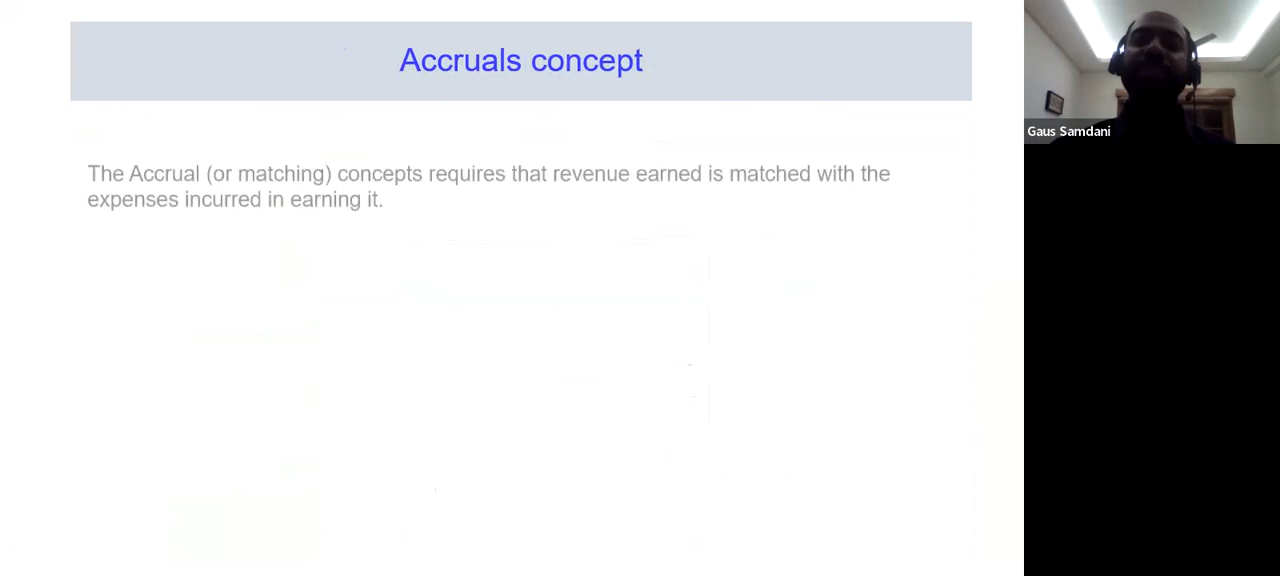 Accruals concept
The Accrual (or matching) concepts requires that revenue earned is matched with the
expenses incurred in earning it.
Gaus Samdani